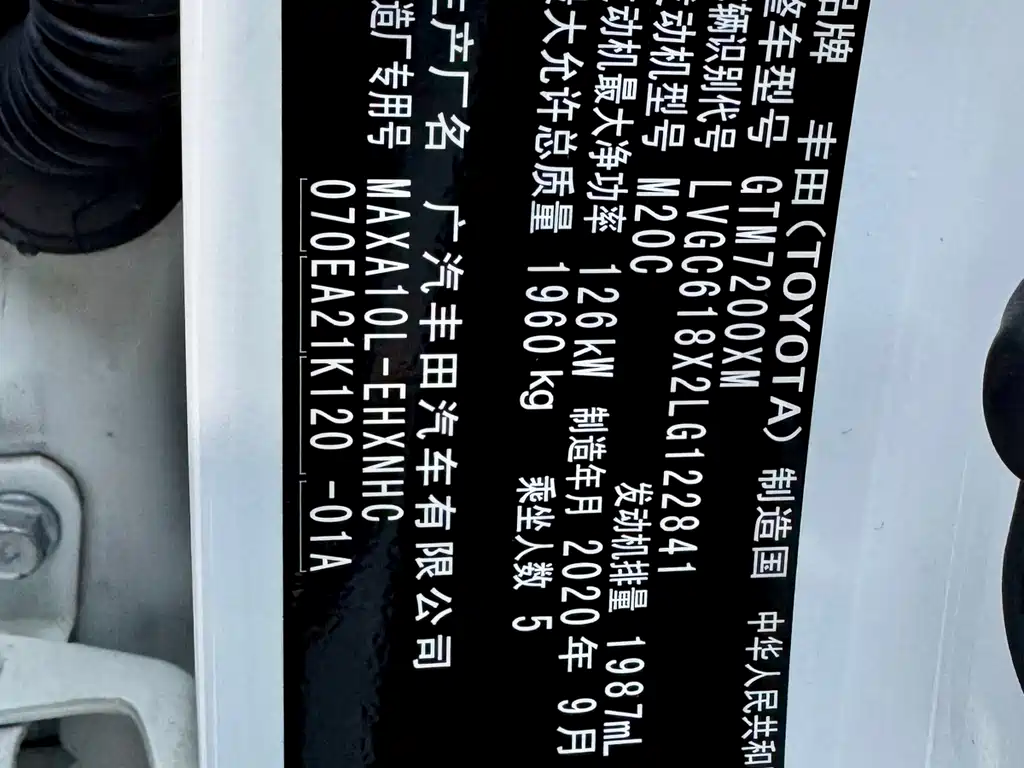 品牌 丰田(TOYOTA) 制造国 中华人民共和
整车型号 GTM7200XM
车辆识别代号 LVGC618X2LG122841
发动机型号 M20C 发动机排量 1987mL
发动机最大净功率 126kW 制造年月 2020年9月
最大允许总质量 1960kg 乘坐人数 5
生产厂名 广汽丰田汽车有限公司
造厂专用号 MAXA10L-EHXNHC
070EA21K120-01A